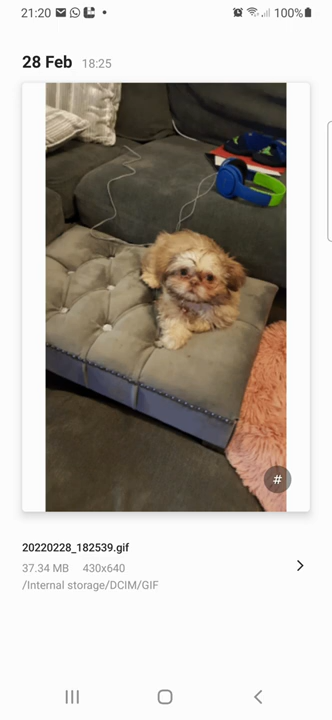 21:20
100%
28 Feb 18:25
#
20220228_182539.gif
37.34 MB 430x640
/Internal storage/DCIM/GIF